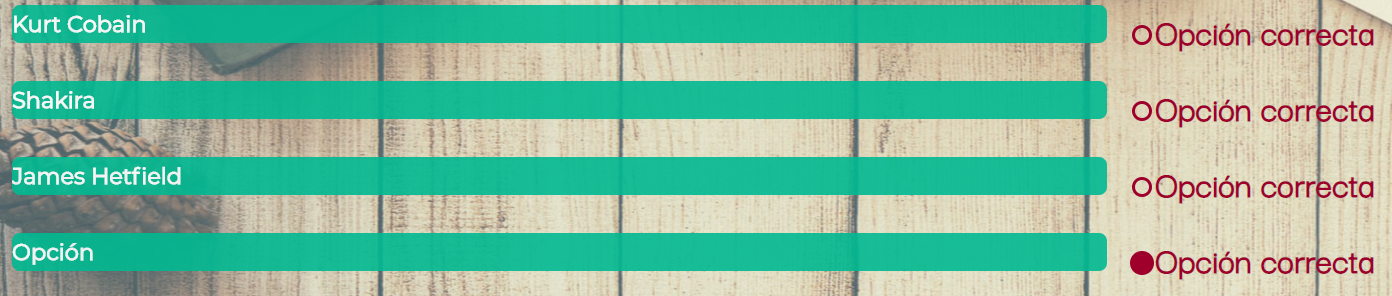 Kurt Cobain Opción correcta
Shakira Opción correcta
James Hetfield Opción correcta
Opción Opción correcta